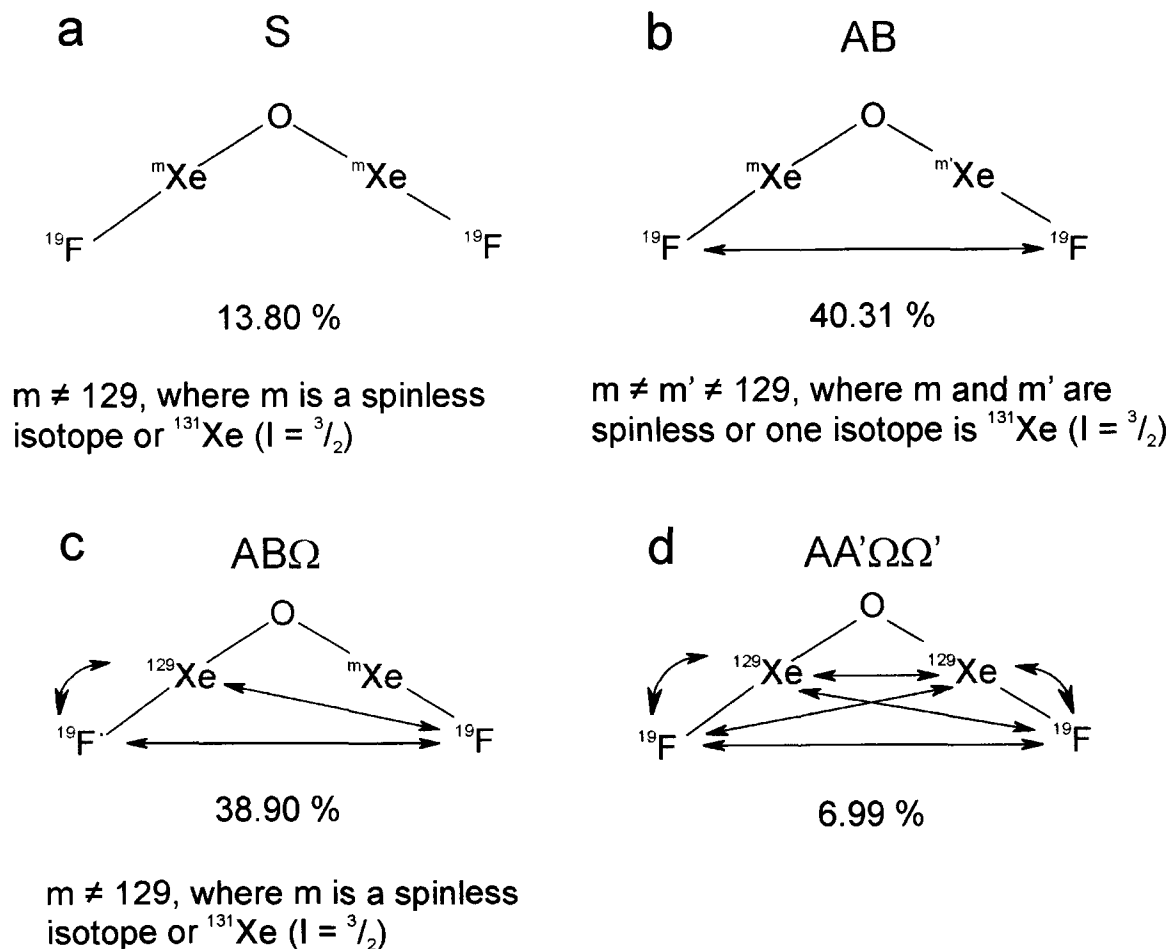 a S
O
ᵐXe ᵐXe
¹⁹F ¹⁹F
13.80 %
m ≠ 129, where m is a spinless
isotope or ¹³¹Xe (I = ³/₂)
b AB
O
ᵐXe ᵐ'Xe
¹⁹F ¹⁹F
40.31 %
m ≠ m' ≠ 129, where m and m' are
spinless or one isotope is ¹³¹Xe (I = ³/₂)
c ABΩ
O
¹²⁹Xe ᵐXe
¹⁹F ¹⁹F
38.90 %
m ≠ 129, where m is a spinless
isotope or ¹³¹Xe (I = ³/₂)
d AA'ΩΩ'
O
¹²⁹Xe ¹²⁹Xe
¹⁹F ¹⁹F
6.99 %